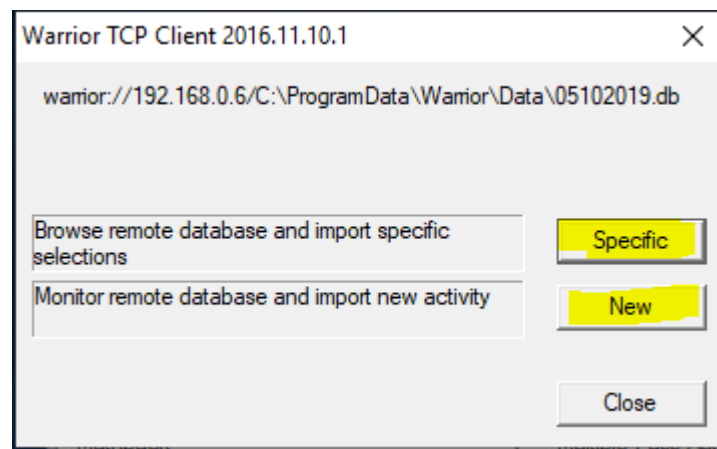 Warrior TCP Client 2016.11.10.1
warrior://192.168.0.6/C:\ProgramData\Warrior\Data\05102019.db
Browse remote database and import specific
selections
Specific
Monitor remote database and import new activity
New
Close